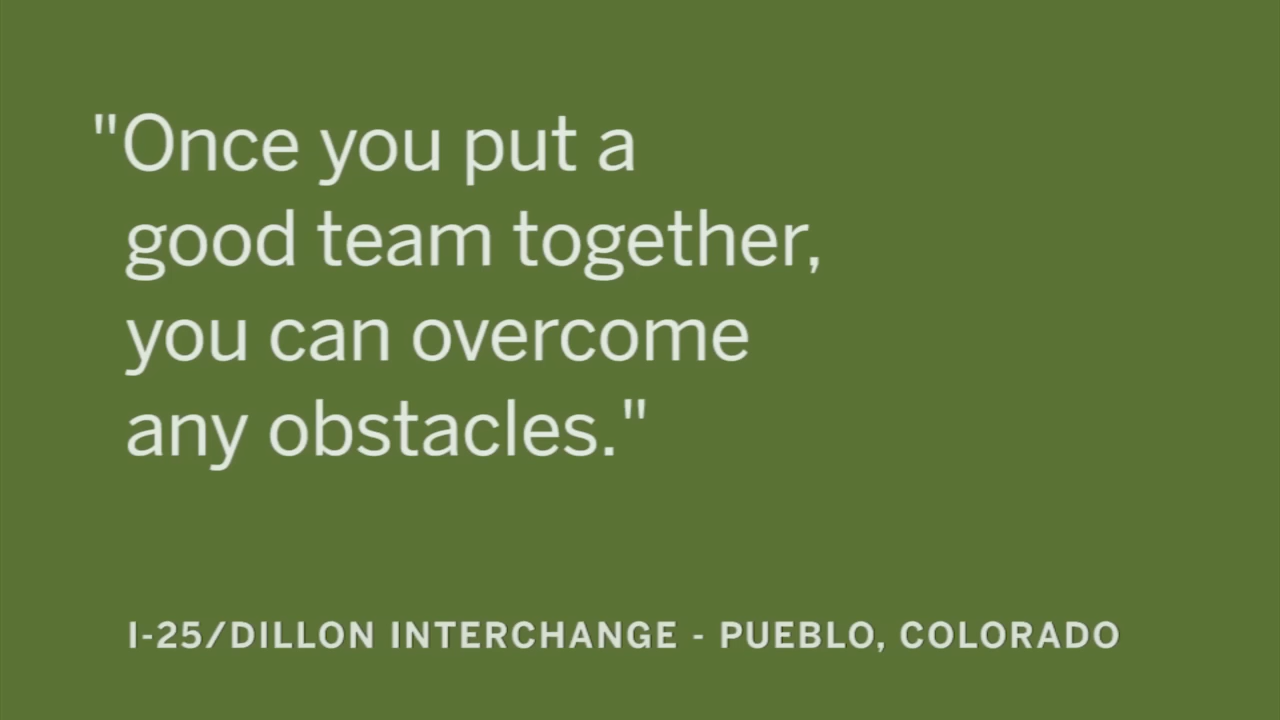 "Once you put a
good team together,
you can overcome
any obstacles."
I-25/DILLON INTERCHANGE - PUEBLO, COLORADO